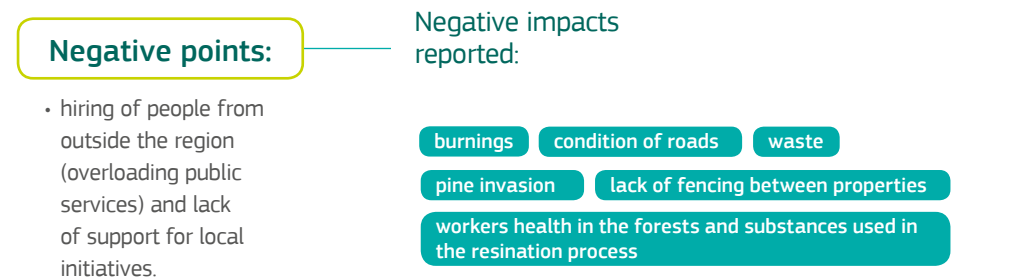 Negative points:
• hiring of people from
outside the region
(overloading public
services) and lack
of support for local
initiatives.
Negative impacts
reported:
burnings
condition of roads
waste
pine invasion
lack of fencing between properties
workers health in the forests and substances used in
the resination process